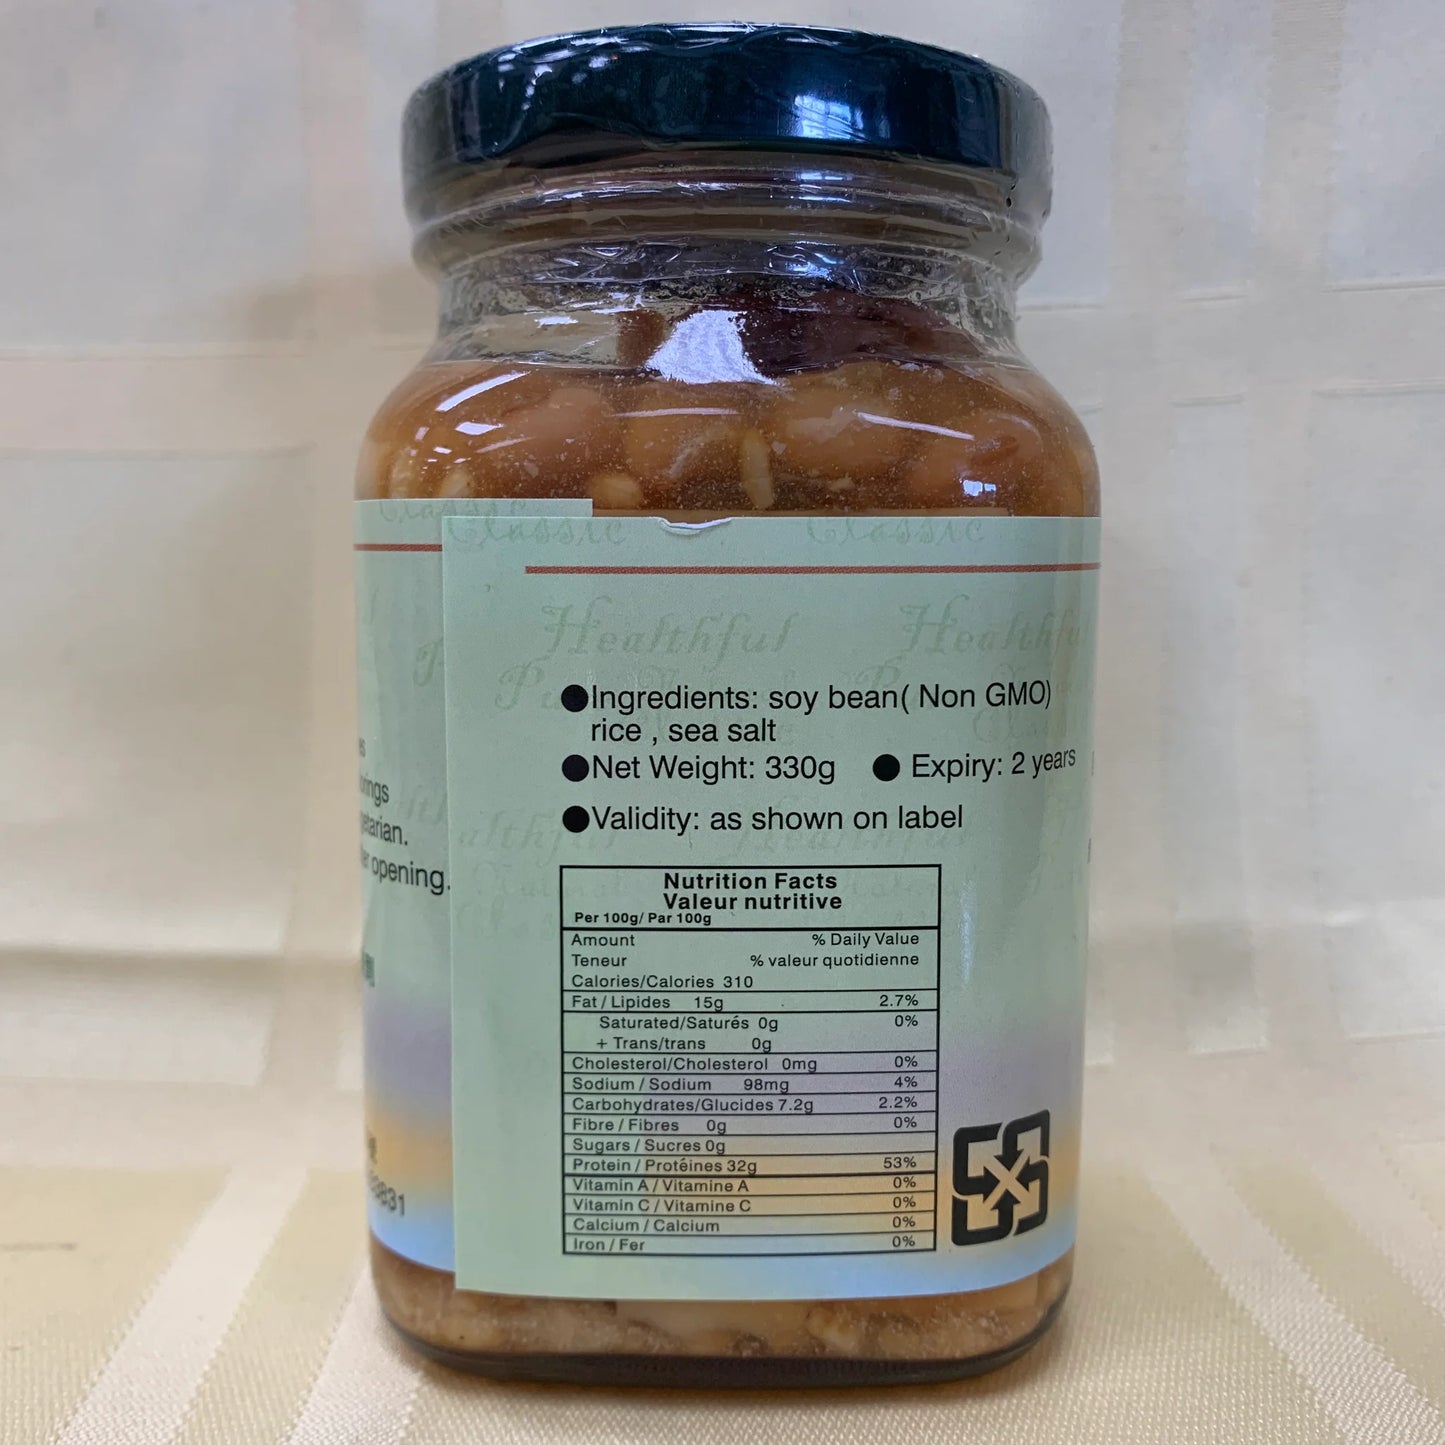 Classic Classic
Healthful Healthfu
●Ingredients: soy bean( Non GMO)
rice , sea salt
●Net Weight: 330g ● Expiry: 2 years
●Validity: as shown on label
opening.
Nutrition Facts
Valeur nutritive
Per 100g/ Par 100g
Amount % Daily Value
Teneur % valeur quotidienne
Calories/Calories 310
Fat / Lipides 15g 2.7%
Saturated/Saturés 0g 0%
+ Trans/trans 0g
Cholesterol/Cholesterol 0mg 0%
Sodium / Sodium 98mg 4%
Carbohydrates/Glucides 7.2g 2.2%
Fibre / Fibres 0g 0%
Sugars / Sucres 0g
Protein / Protéines 32g 53%
Vitamin A / Vitamine A 0%
Vitamin C / Vitamine C 0%
Calcium / Calcium 0%
Iron / Fer 0%